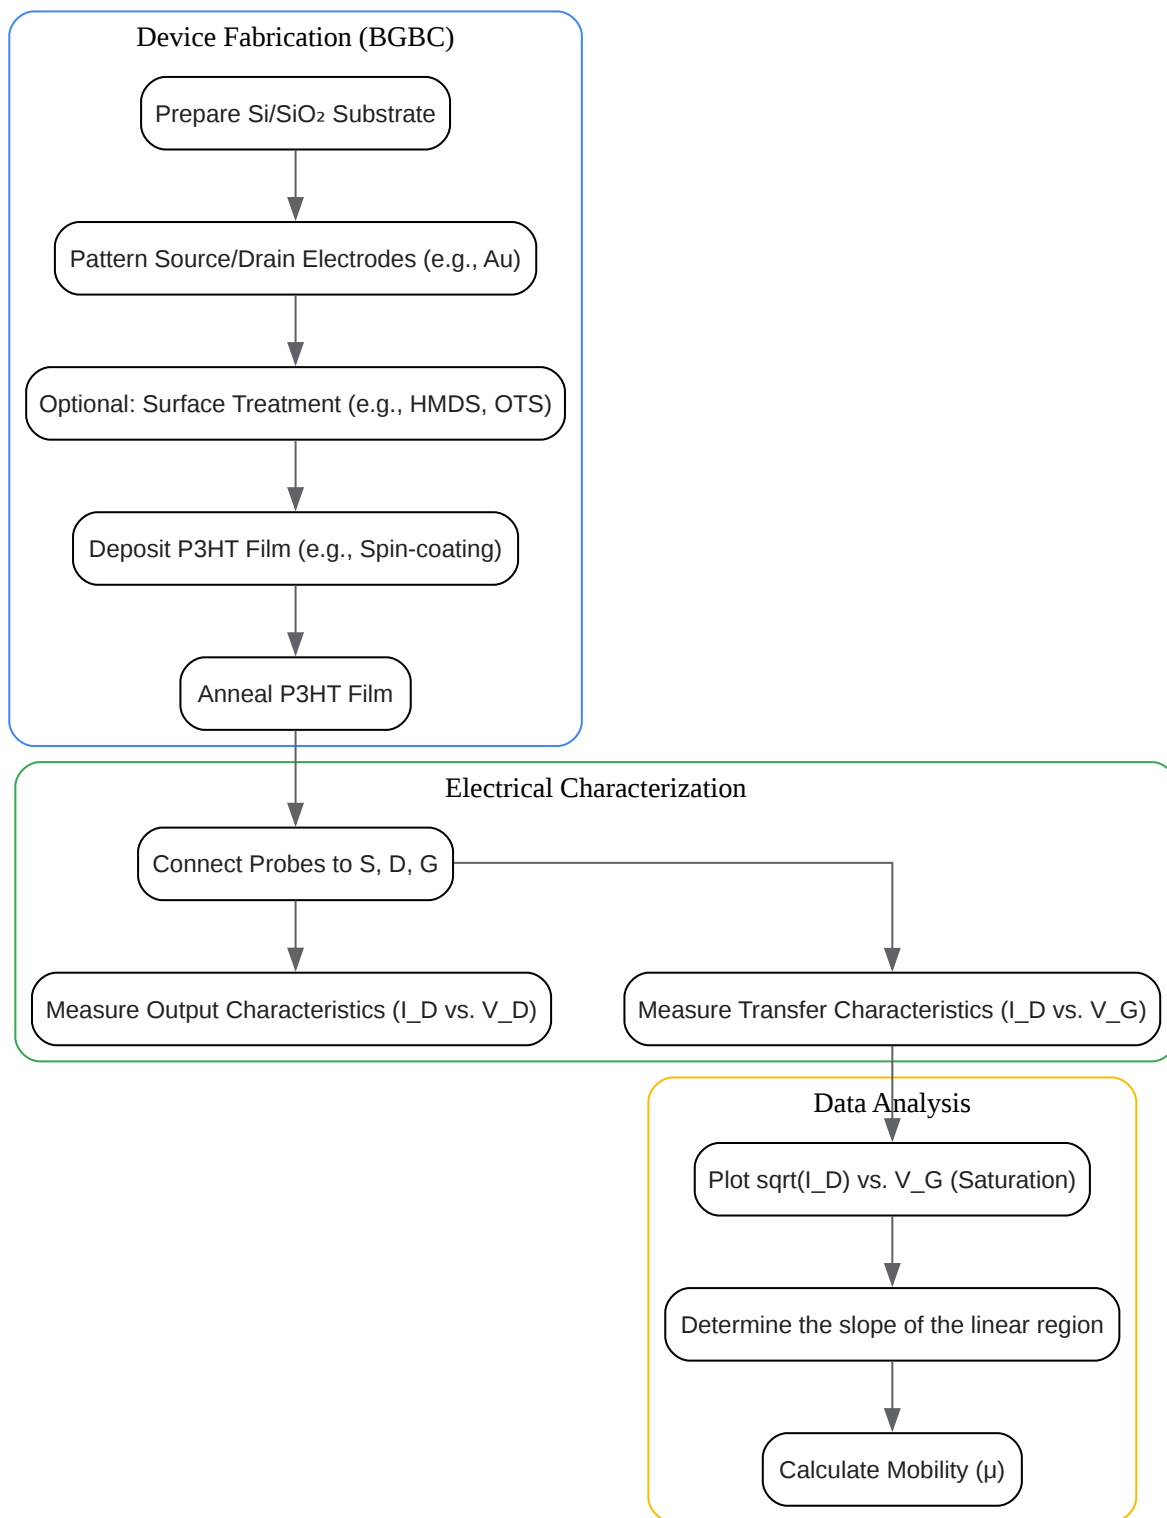 Device Fabrication (BGBC)
Prepare Si/SiO₂ Substrate
Pattern Source/Drain Electrodes (e.g., Au)
Optional: Surface Treatment (e.g., HMDS, OTS)
Deposit P3HT Film (e.g., Spin-coating)
Anneal P3HT Film
Electrical Characterization
Connect Probes to S, D, G
Measure Output Characteristics (I_D vs. V_D)
Measure Transfer Characteristics (I_D vs. V_G)
Data Analysis
Plot sqrt(I_D) vs. V_G (Saturation)
Determine the slope of the linear region
Calculate Mobility (μ)